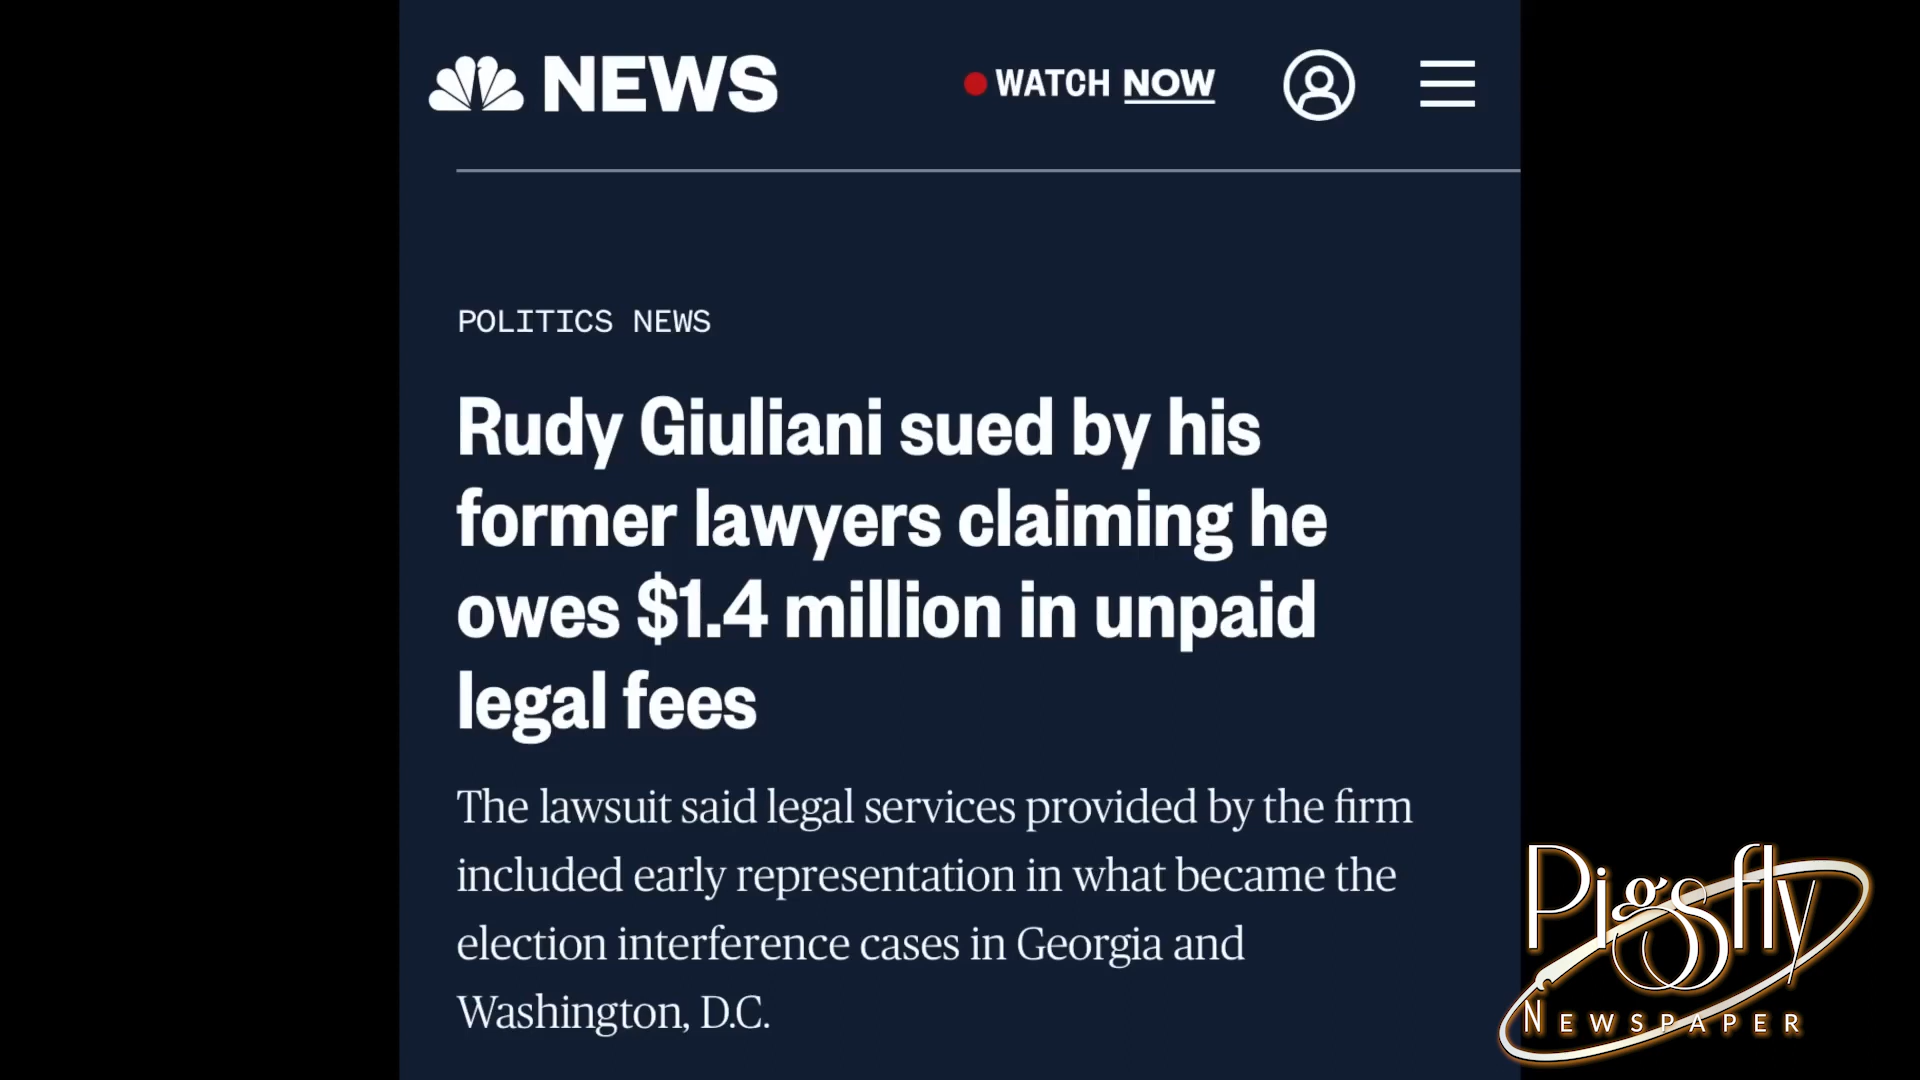 NEWS
WATCH NOW
POLITICS NEWS
Rudy Giuliani sued by his
former lawyers claiming he
owes $1.4 million in unpaid
legal fees
The lawsuit said legal services provided by the firm
included early representation in what became the
election interference cases in Georgia and
Washington, D.C.
Pigsfly
NEWSPAPER